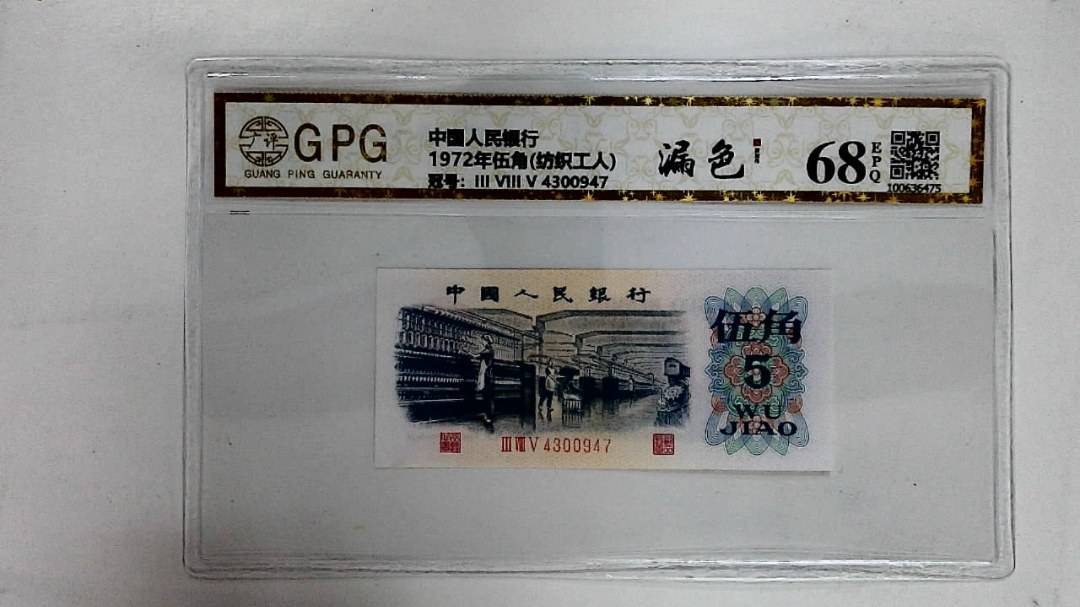 GPG
GUANG PING GUARANTY
中國人民银行
1972年伍角(纺织工人)
冠号: III VIII V 4300947
漏色
68
EPQ
100636475
中國人民銀行
伍角
5
WU
JIAO
III VIII V 4300947